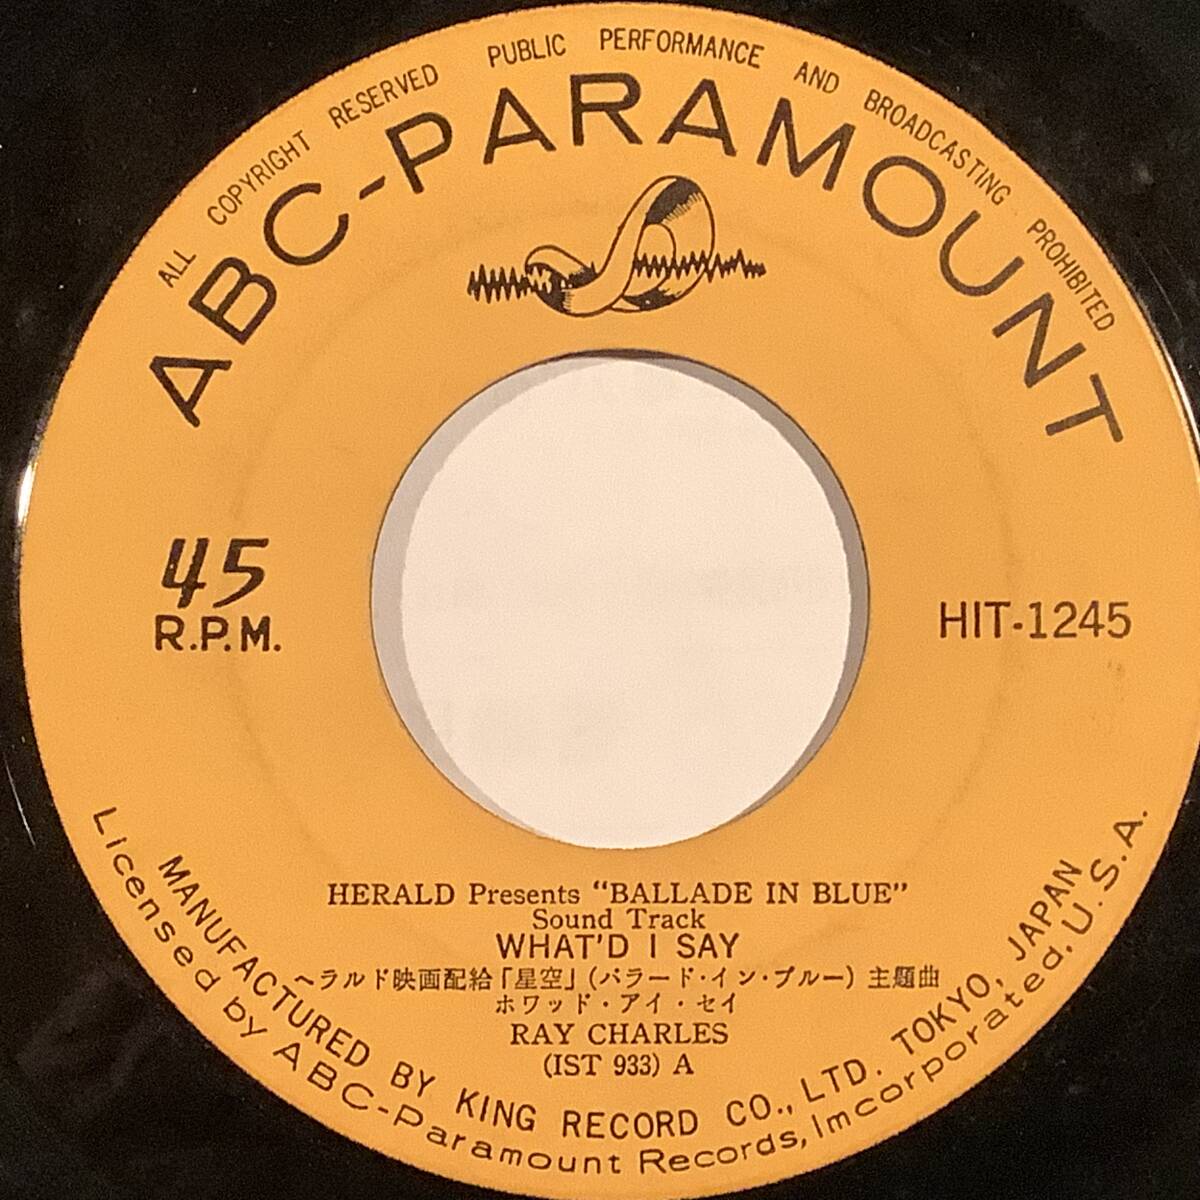 ALL COPYRIGHT RESERVED PUBLIC PERFORMANCE AND BROADCASTING PROHIBITED
ABC-PARAMOUNT
45
R.P.M.
HIT-1245
HERALD Presents "BALLADE IN BLUE"
Sound Track
WHAT'D I SAY
ヘラルド映画配給「星空」(バラード・イン・ブルー) 主題曲
ホワッド・アイ・セイ
RAY CHARLES
(IST 933) A
MANUFACTURED BY KING RECORD CO., LTD. TOKYO, JAPAN
Licensed by ABC-Paramount Records, Imcorporated. U.S.A.